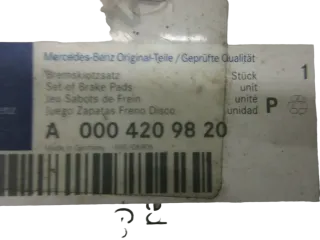 Mercedes-Benz Original-Teile / Geprüfte Qualität
Bremsklotzsatz Stück 1
Set of Brake Pads unit
Jeu Sabots de Frein unité P
Juego Zapatas Freno Disco unidad
A 000 420 98 20
Made in Germany